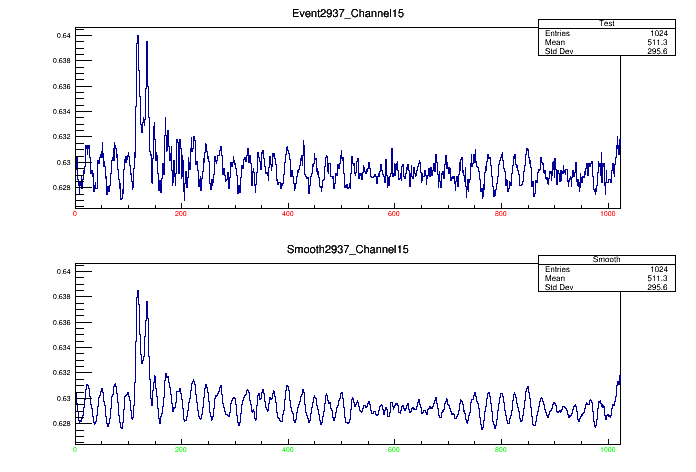 Event2937_Channel15
Test
Entries 1024
Mean 511.3
Std Dev 295.6
0.64
0.638
0.636
0.634
0.632
0.63
0.628
0 200 400 600 800 1000
Smooth2937_Channel15
Smooth
Entries 1024
Mean 511.3
Std Dev 295.6
0.64
0.638
0.636
0.634
0.632
0.63
0.628
0 200 400 600 800 1000